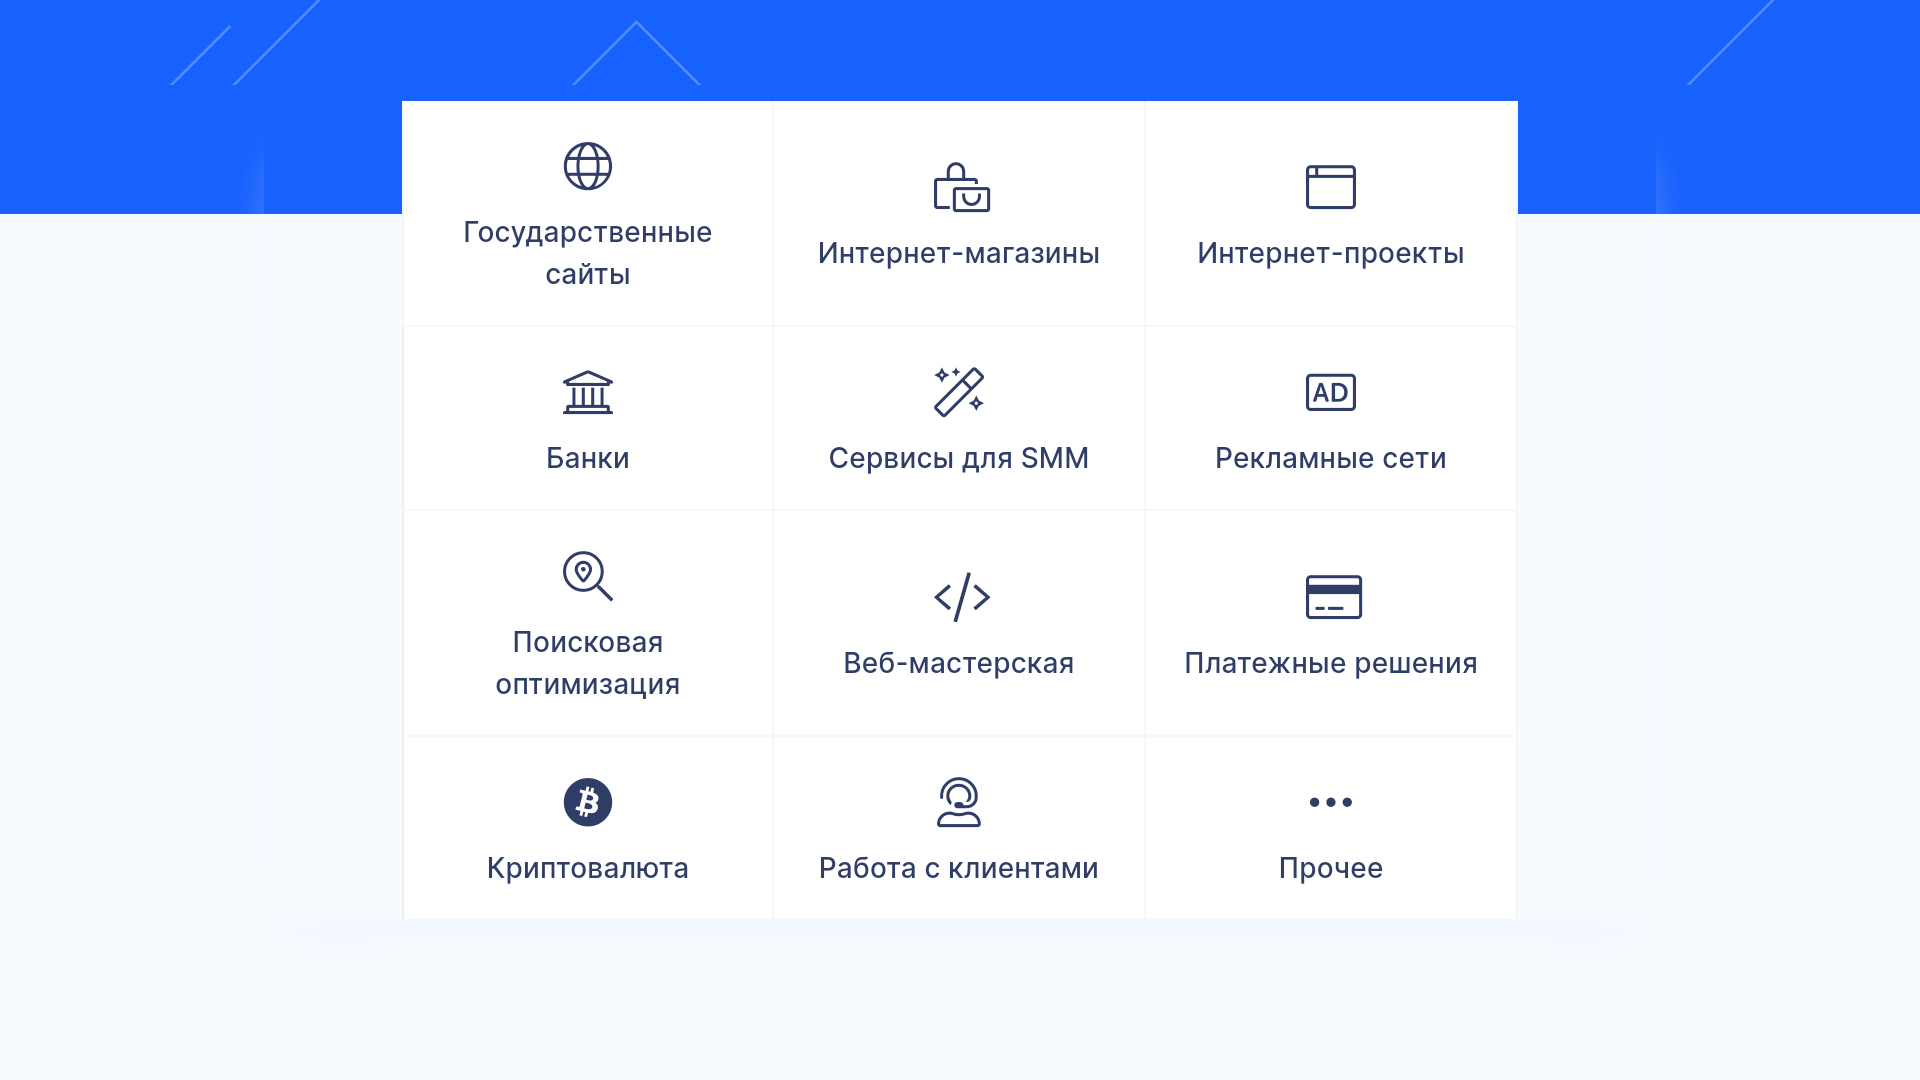 Государственные
сайты
Интернет-магазины
Интернет-проекты
Банки
Сервисы для SMM
AD
Рекламные сети
Поисковая
оптимизация
Веб-мастерская
Платежные решения
Криптовалюта
Работа с клиентами
Прочее